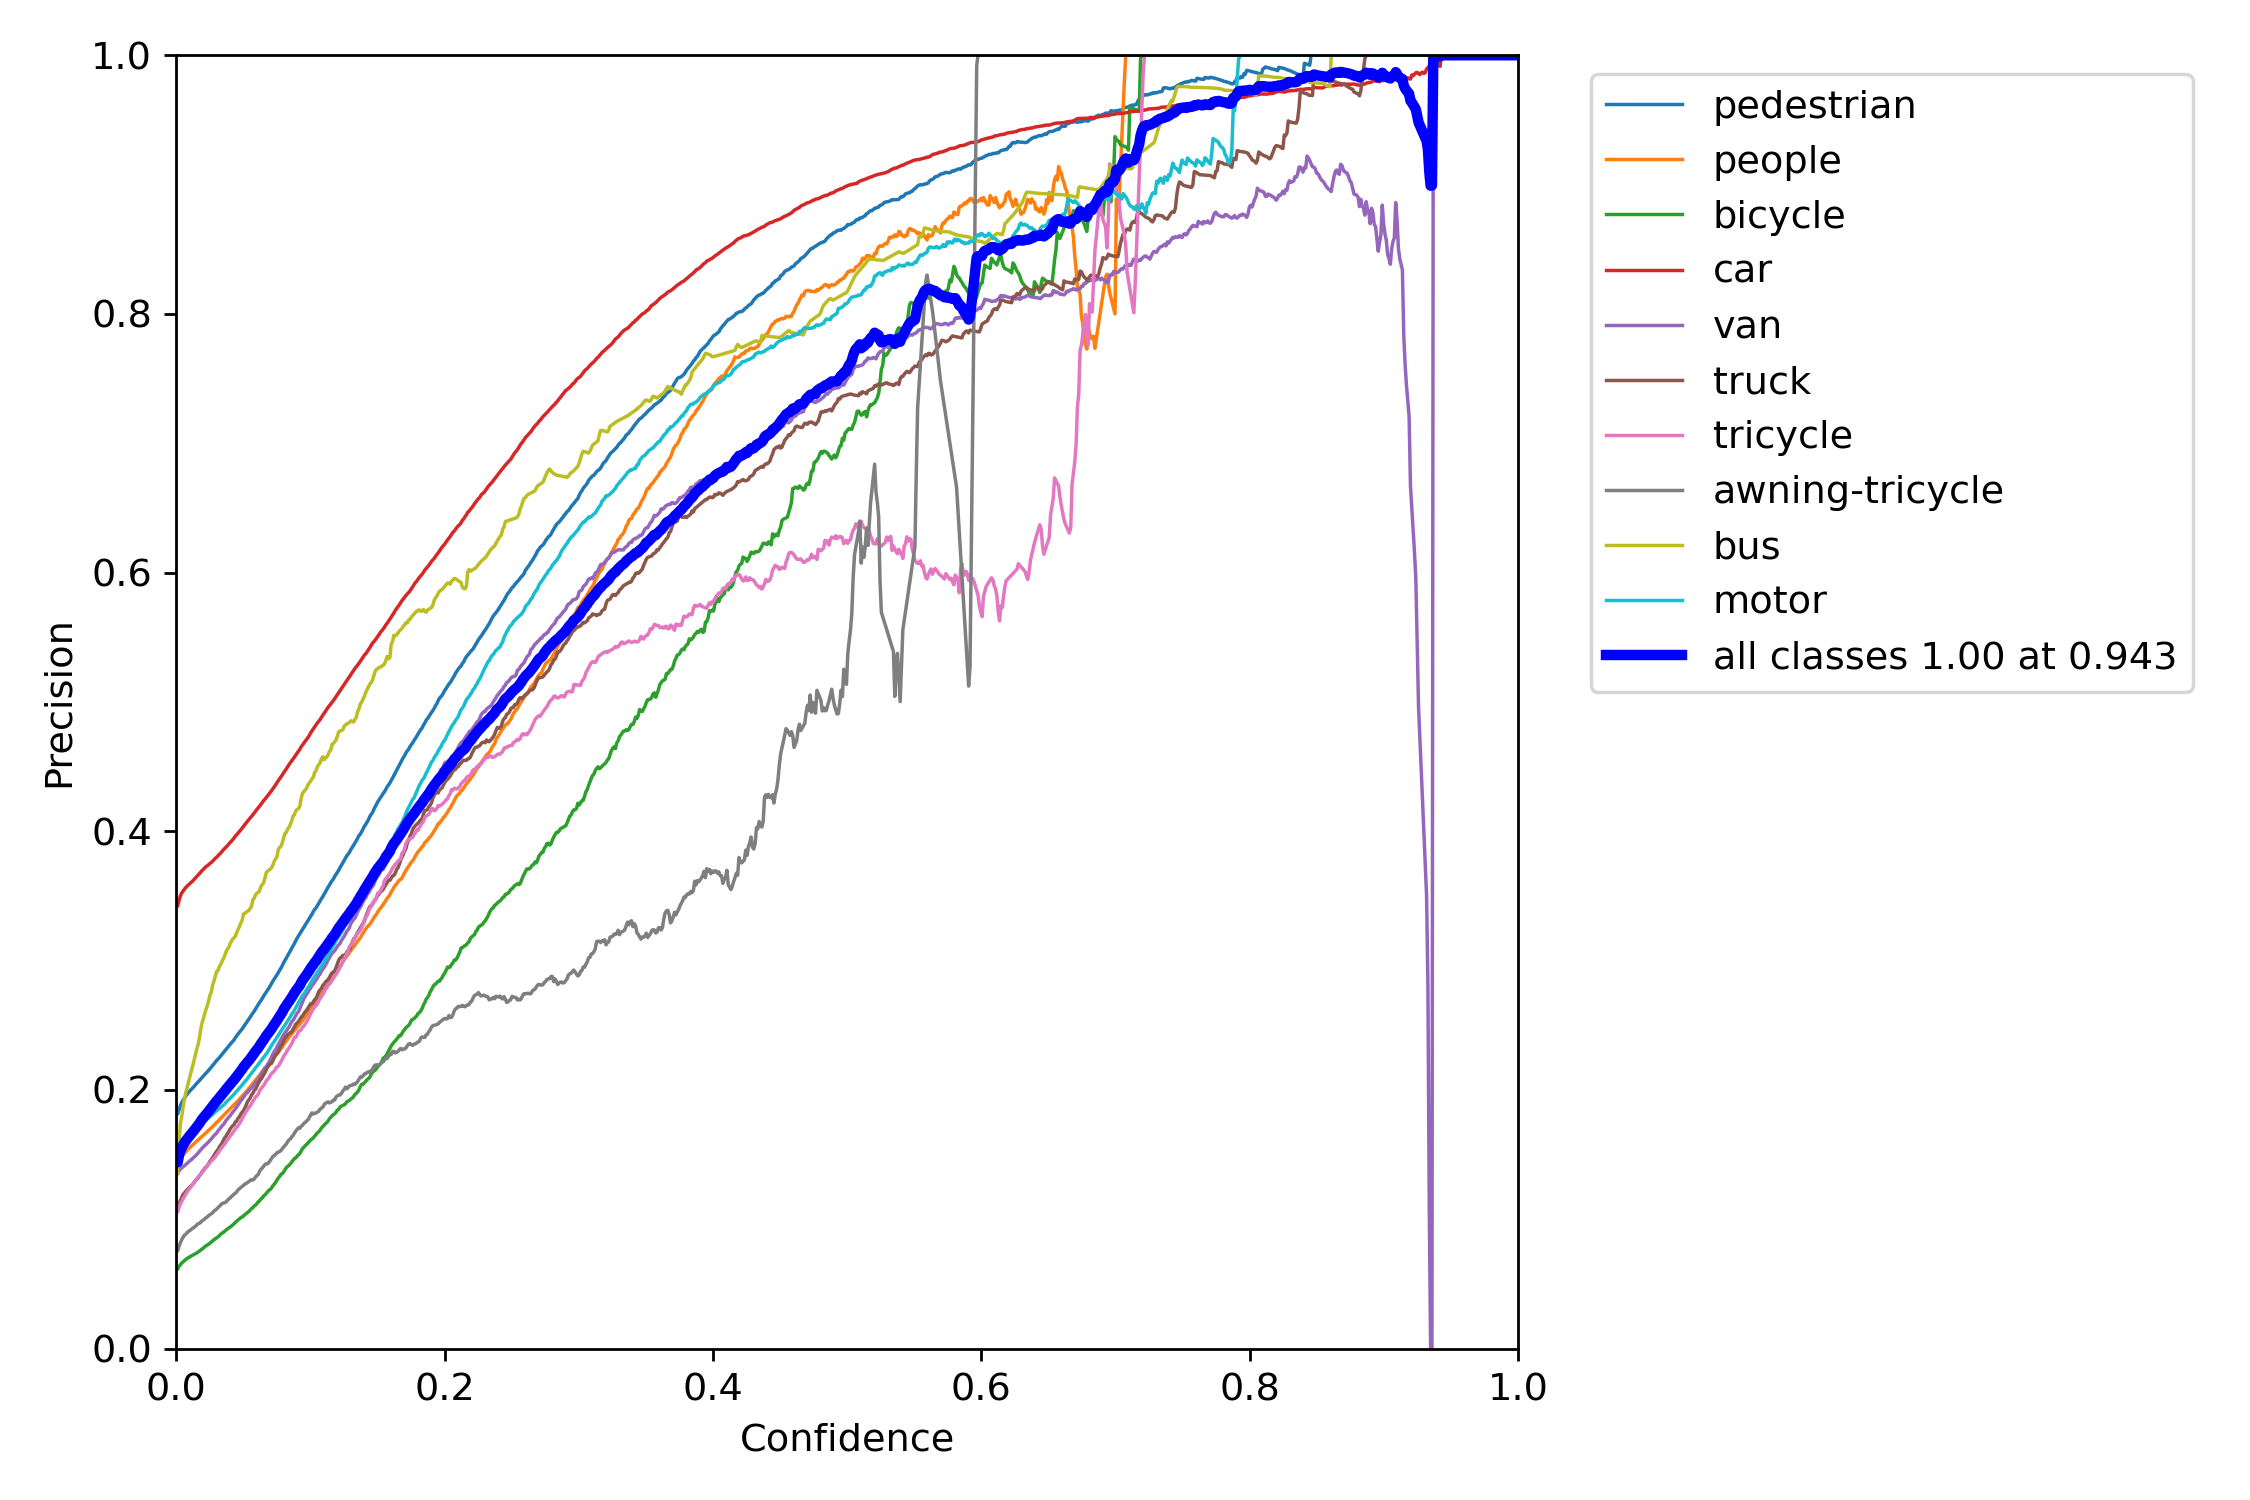 1.0
0.8
0.6
0.4
0.2
0.0
Precision
0.0 0.2 0.4 0.6 0.8 1.0
Confidence
pedestrian
people
bicycle
car
van
truck
tricycle
awning-tricycle
bus
motor
all classes 1.00 at 0.943